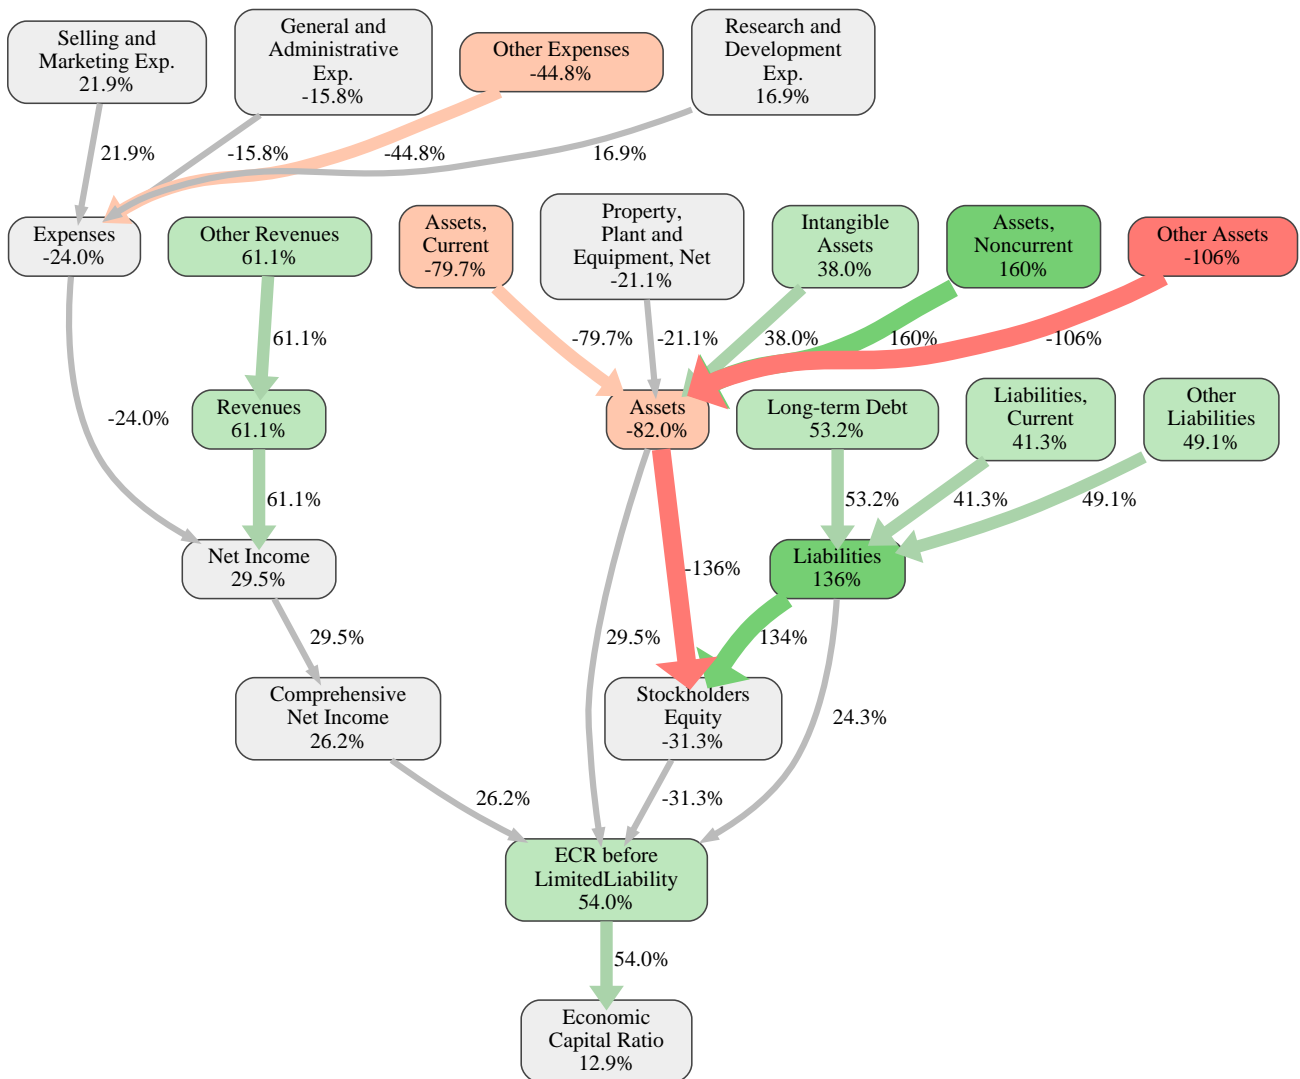 Selling and
Marketing Exp.
21.9%
General and
Administrative
Exp.
-15.8%
Other Expenses
-44.8%
Research and
Development
Exp.
16.9%
21.9%
-15.8%
-44.8%
16.9%
Expenses
-24.0%
Other Revenues
61.1%
Assets,
Current
-79.7%
Property,
Plant and
Equipment, Net
-21.1%
Intangible
Assets
38.0%
Assets,
Noncurrent
160%
Other Assets
-106%
61.1%
-79.7%
-21.1%
38.0%
160%
-106%
-24.0%
Revenues
61.1%
Assets
-82.0%
Long-term Debt
53.2%
Liabilities,
Current
41.3%
Other
Liabilities
49.1%
61.1%
53.2%
41.3%
49.1%
Net Income
29.5%
-136%
Liabilities
136%
29.5%
29.5%
134%
Comprehensive
Net Income
26.2%
Stockholders
Equity
-31.3%
24.3%
26.2%
-31.3%
ECR before
LimitedLiability
54.0%
54.0%
Economic
Capital Ratio
12.9%